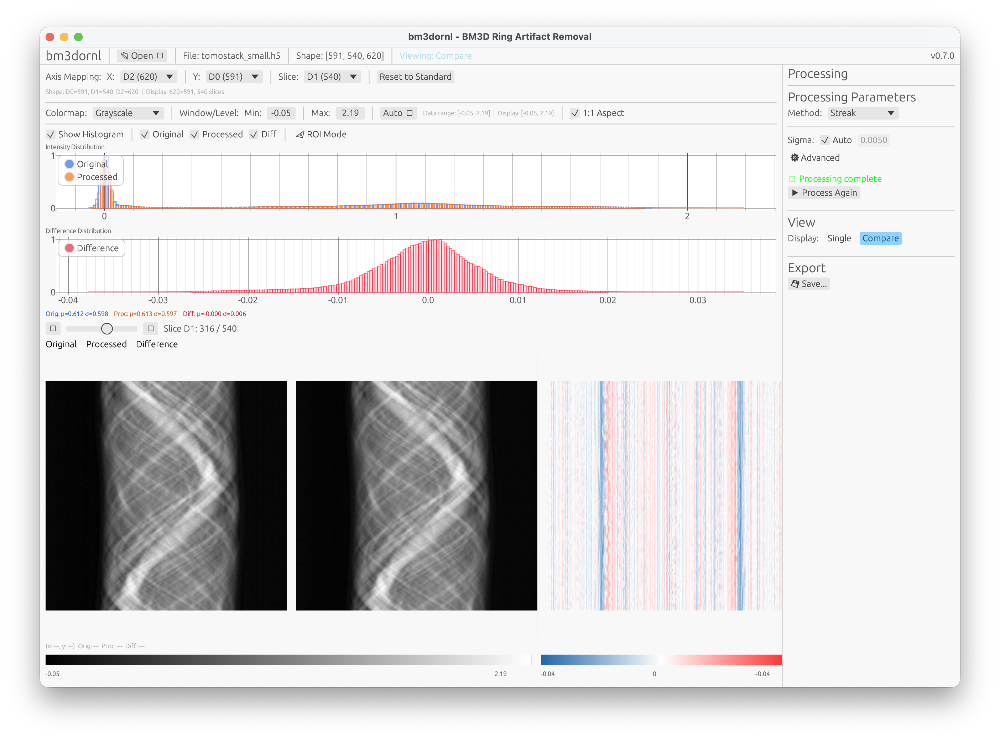 bm3dornl - BM3D Ring Artifact Removal
bm3dornl Open File: tomostack_small.h5 Shape: [591, 540, 620] Viewing: Compare v0.7.0
Axis Mapping: X: D2 (620) Y: D0 (591) Slice: D1 (540) Reset to Standard
Shape: D0=591, D1=540, D2=620 | Display: 620×591, 540 slices
Colormap: Grayscale Window/Level: Min: -0.05 Max: 2.19 Auto Data range: [-0.05, 2.19] | Display: [-0.05, 2.19] 1:1 Aspect
Show Histogram Original Processed Diff ROI Mode
Intensity Distribution
1
Original
Processed
0
0 1 2
Difference Distribution
1
Difference
0
-0.04 -0.03 -0.02 -0.01 0.0 0.01 0.02 0.03
Orig: μ=0.612 σ=0.598 Proc: μ=0.613 σ=0.597 Diff: μ=-0.000 σ=0.006
Slice D1: 316 / 540
Original Processed Difference
(x: —, y: —) Orig: — Proc: — Diff: —
-0.05 2.19 -0.04 0 +0.04
Processing
Processing Parameters
Method: Streak
Sigma: Auto 0.0050
Advanced
Processing complete
Process Again
View
Display: Single Compare
Export
Save...